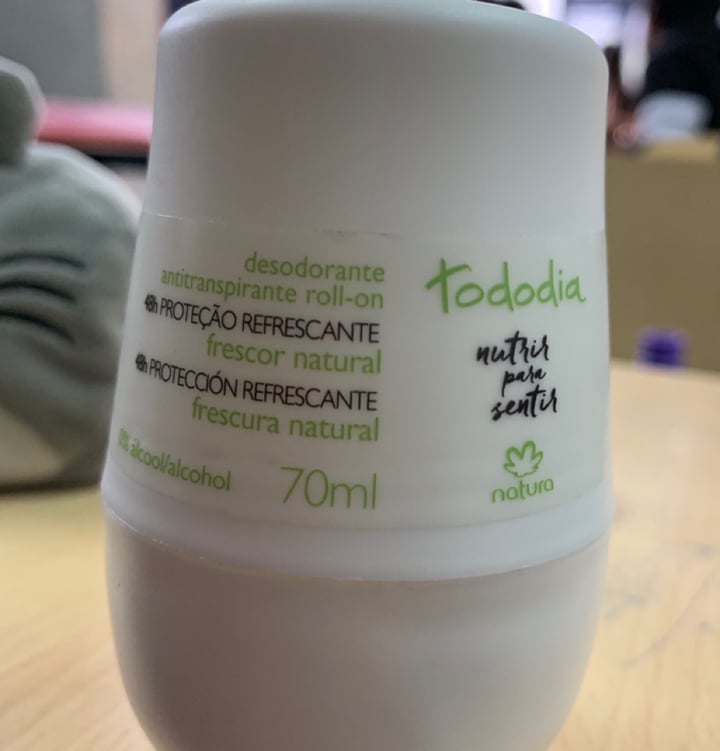 desodorante
antitranspirante roll-on
48h PROTEÇÃO REFRESCANTE
frescor natural
48h PROTECCIÓN REFRESCANTE
frescura natural
0% álcool/alcohol
70ml
tododia
nutrir
para
sentir
natura